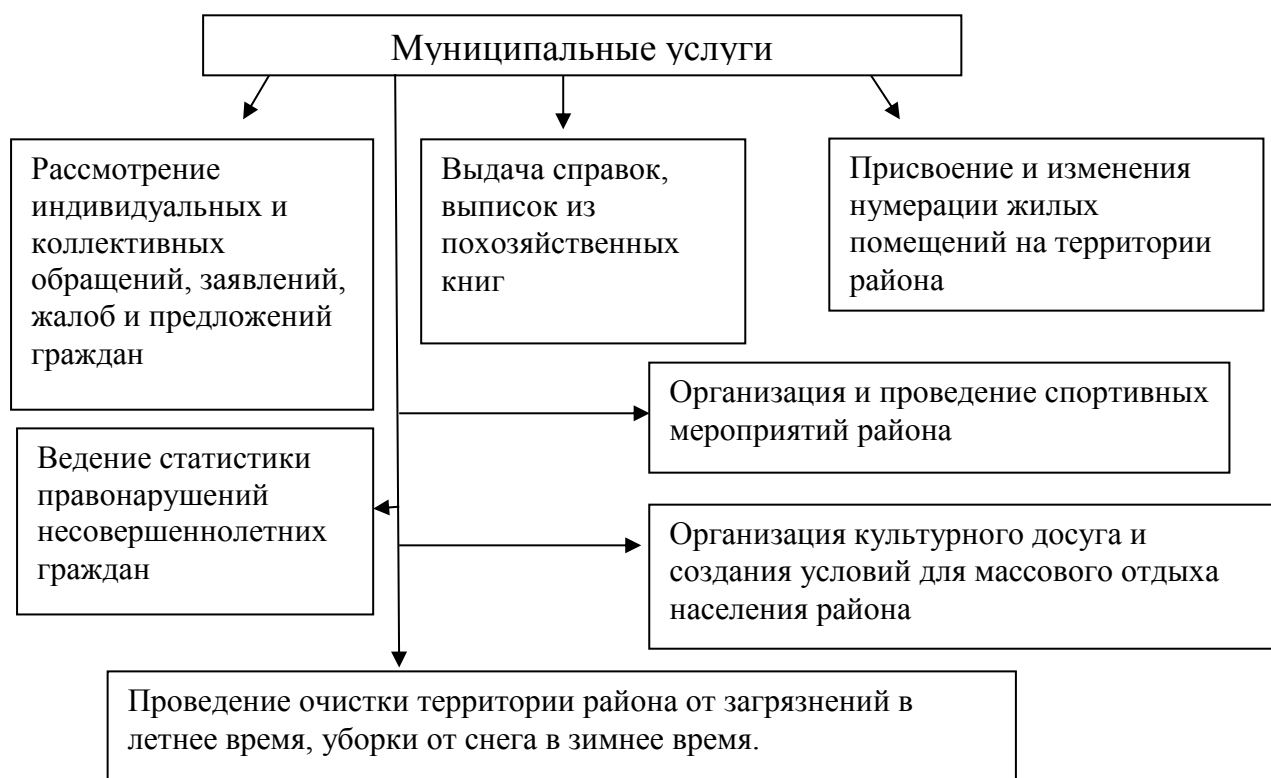 Муниципальные услуги
Рассмотрение
индивидуальных и
коллективных
обращений, заявлений,
жалоб и предложений
граждан
Выдача справок,
выписок из
похозяйственных
книг
Присвоение и изменения
нумерации жилых
помещений на территории
района
Организация и проведение спортивных
мероприятий района
Ведение статистики
правонарушений
несовершеннолетних
граждан
Организация культурного досуга и
создания условий для массового отдыха
населения района
Проведение очистки территории района от загрязнений в
летнее время, уборки от снега в зимнее время.